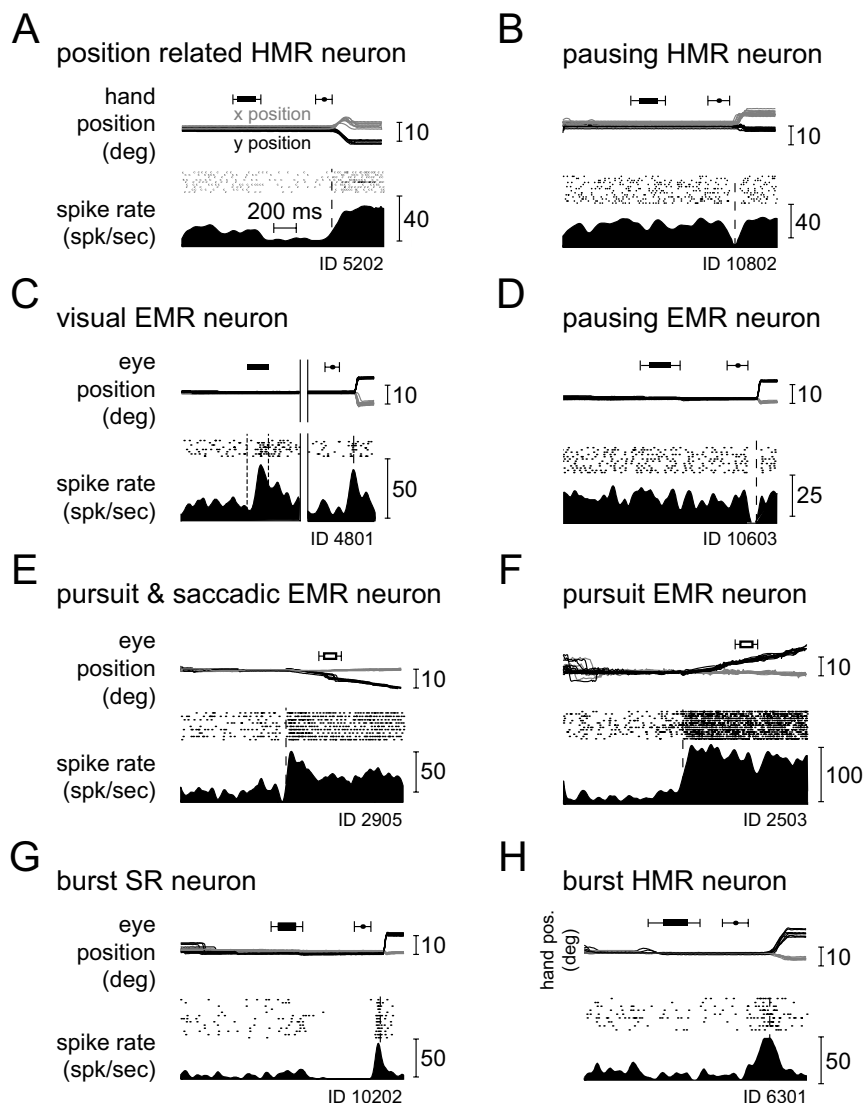 A
position related HMR neuron
hand
position
(deg)
x position
y position
10
spike rate
(spk/sec)
200 ms
40
ID 5202
B
pausing HMR neuron
10
40
ID 10802
C
visual EMR neuron
eye
position
(deg)
10
spike rate
(spk/sec)
50
ID 4801
D
pausing EMR neuron
10
25
ID 10603
E
pursuit & saccadic EMR neuron
eye
position
(deg)
10
spike rate
(spk/sec)
50
ID 2905
F
pursuit EMR neuron
10
100
ID 2503
G
burst SR neuron
eye
position
(deg)
10
spike rate
(spk/sec)
50
ID 10202
H
burst HMR neuron
hand pos.
(deg)
10
50
ID 6301